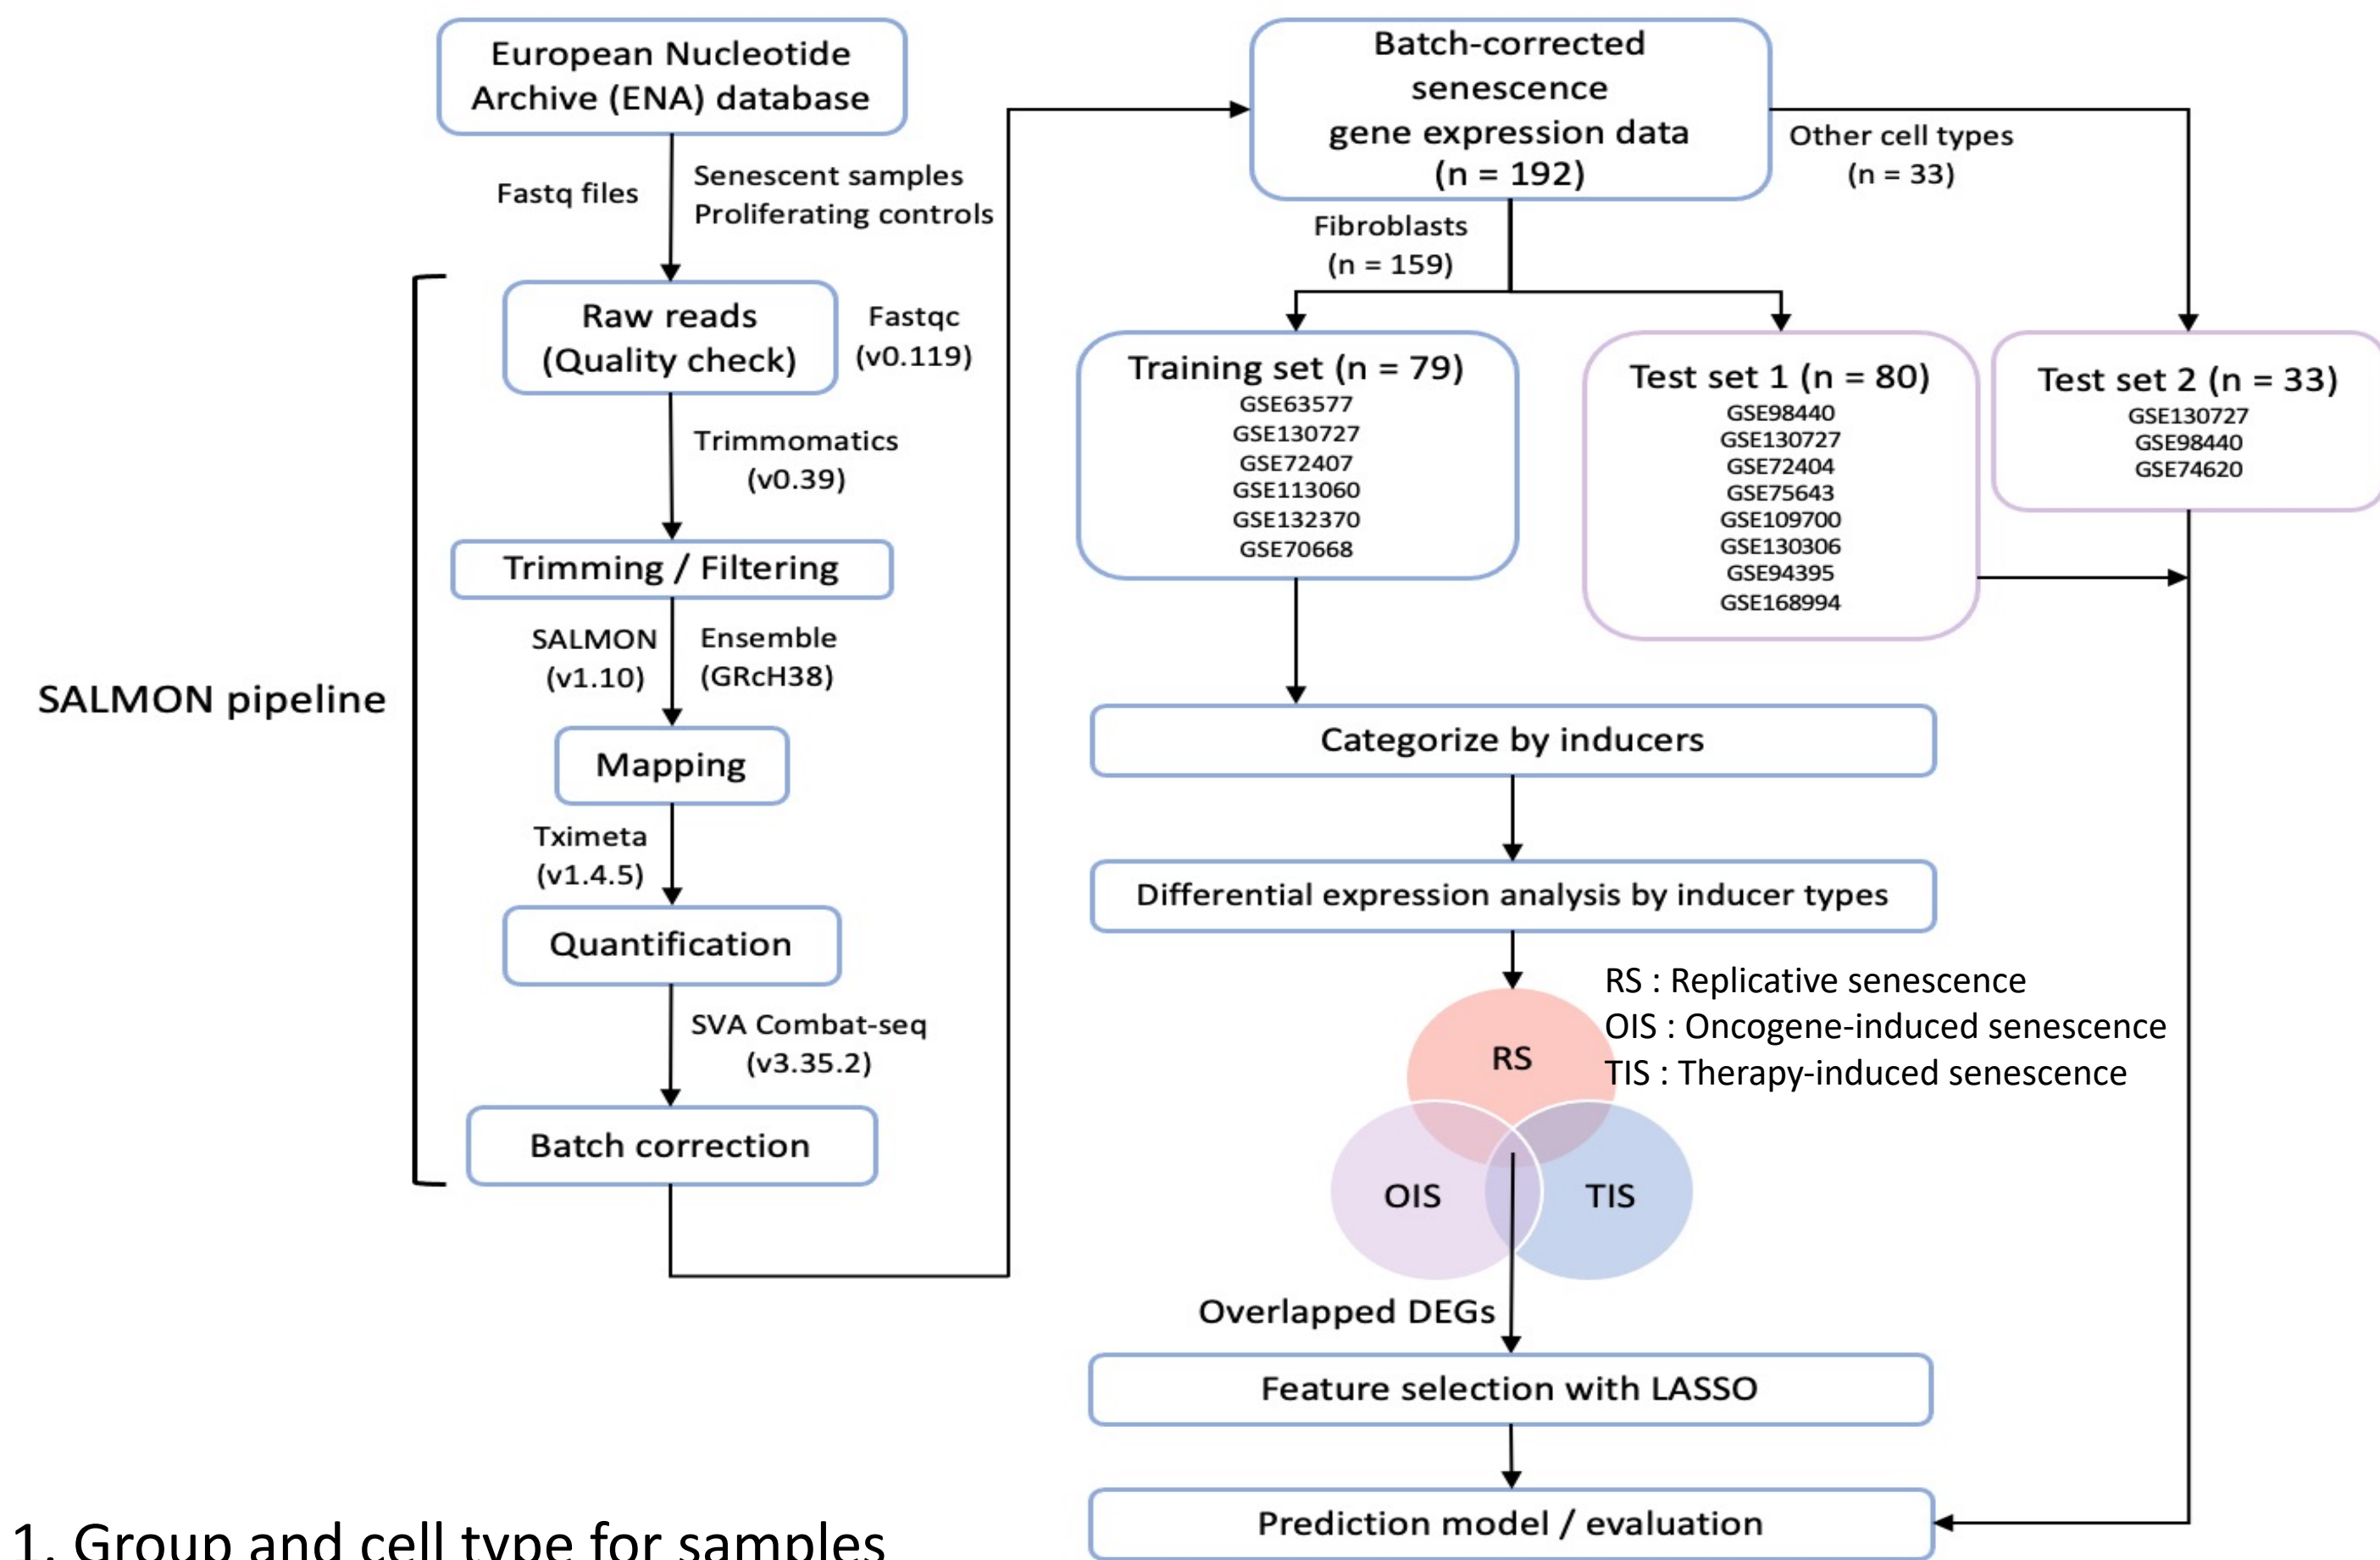 European Nucleotide
Archive (ENA) database
Fastq files
Senescent samples
Proliferating controls
Raw reads
(Quality check)
Fastqc
(v0.119)
Trimmomatics
(v0.39)
Trimming / Filtering
SALMON
(v1.10)
Ensemble
(GRcH38)
SALMON pipeline
Mapping
Tximeta
(v1.4.5)
Quantification
SVA Combat-seq
(v3.35.2)
Batch correction
Batch-corrected
senescence
gene expression data
(n = 192)
Other cell types
(n = 33)
Fibroblasts
(n = 159)
Training set (n = 79)
GSE63577
GSE130727
GSE72407
GSE113060
GSE132370
GSE70668
Test set 1 (n = 80)
GSE98440
GSE130727
GSE72404
GSE75643
GSE109700
GSE130306
GSE94395
GSE168994
Test set 2 (n = 33)
GSE130727
GSE98440
GSE74620
Categorize by inducers
Differential expression analysis by inducer types
RS : Replicative senescence
OIS : Oncogene-induced senescence
TIS : Therapy-induced senescence
RS
OIS
TIS
Overlapped DEGs
Feature selection with LASSO
Prediction model / evaluation
1. Group and cell type for samples